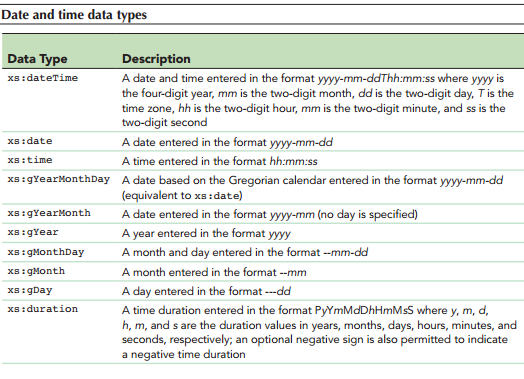 Date and time data types
Data Type Description
xs:dateTime A date and time entered in the format yyyy-mm-ddThh:mm:ss where yyyy is
the four-digit year, mm is the two-digit month, dd is the two-digit day, T is the
time zone, hh is the two-digit hour, mm is the two-digit minute, and ss is the
two-digit second
xs:date A date entered in the format yyyy-mm-dd
xs:time A time entered in the format hh:mm:ss
xs:gYearMonthDay A date based on the Gregorian calendar entered in the format yyyy-mm-dd
(equivalent to xs:date)
xs:gYearMonth A date entered in the format yyyy-mm (no day is specified)
xs:gYear A year entered in the format yyyy
xs:gMonthDay A month and day entered in the format --mm-dd
xs:gMonth A month entered in the format --mm
xs:gDay A day entered in the format ---dd
xs:duration A time duration entered in the format PyYmMdDhHmMsS where y, m, d,
h, m, and s are the duration values in years, months, days, hours, minutes, and
seconds, respectively; an optional negative sign is also permitted to indicate
a negative time duration